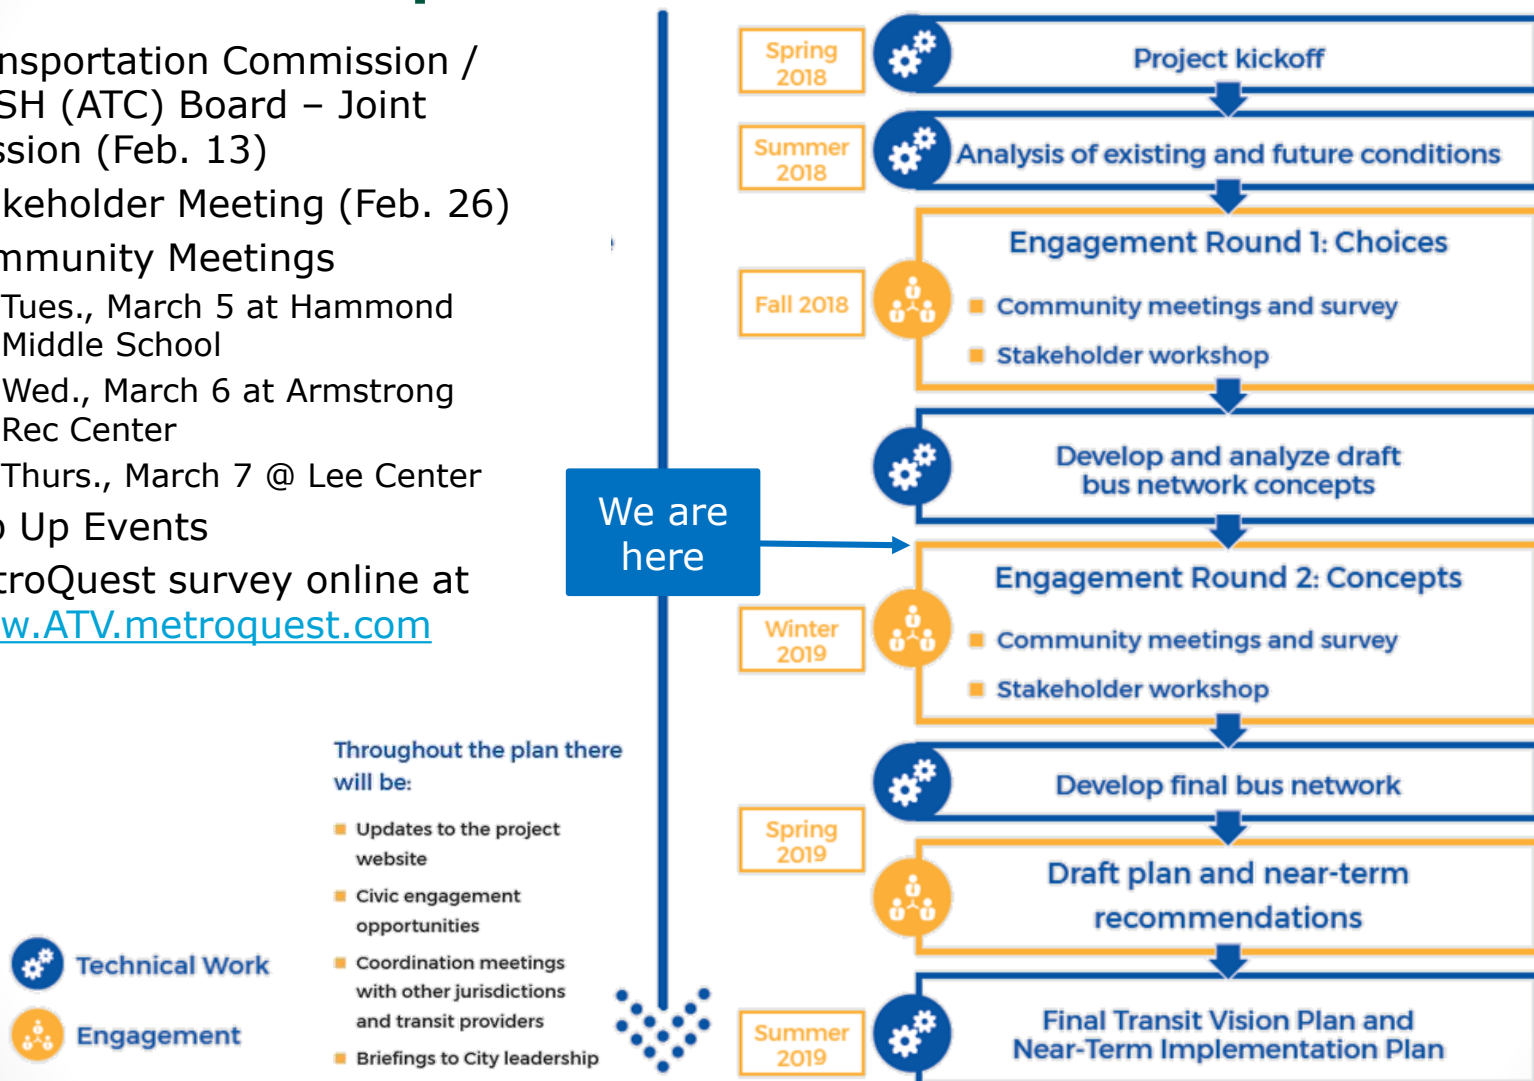 nsportation Commission /
SH (ATC) Board – Joint
ssion (Feb. 13)
keholder Meeting (Feb. 26)
mmunity Meetings
Tues., March 5 at Hammond
Middle School
Wed., March 6 at Armstrong
Rec Center
Thurs., March 7 @ Lee Center
Up Events
troQuest survey online at
w.ATV.metroquest.com
We are
here
Throughout the plan there
will be:
Updates to the project
website
Civic engagement
opportunities
Coordination meetings
with other jurisdictions
and transit providers
Briefings to City leadership
Technical Work
Engagement
Spring
2018
Project kickoff
Summer
2018
Analysis of existing and future conditions
Fall 2018
Engagement Round 1: Choices
Community meetings and survey
Stakeholder workshop
Develop and analyze draft
bus network concepts
Winter
2019
Engagement Round 2: Concepts
Community meetings and survey
Stakeholder workshop
Spring
2019
Develop final bus network
Draft plan and near-term
recommendations
Summer
2019
Final Transit Vision Plan and
Near-Term Implementation Plan